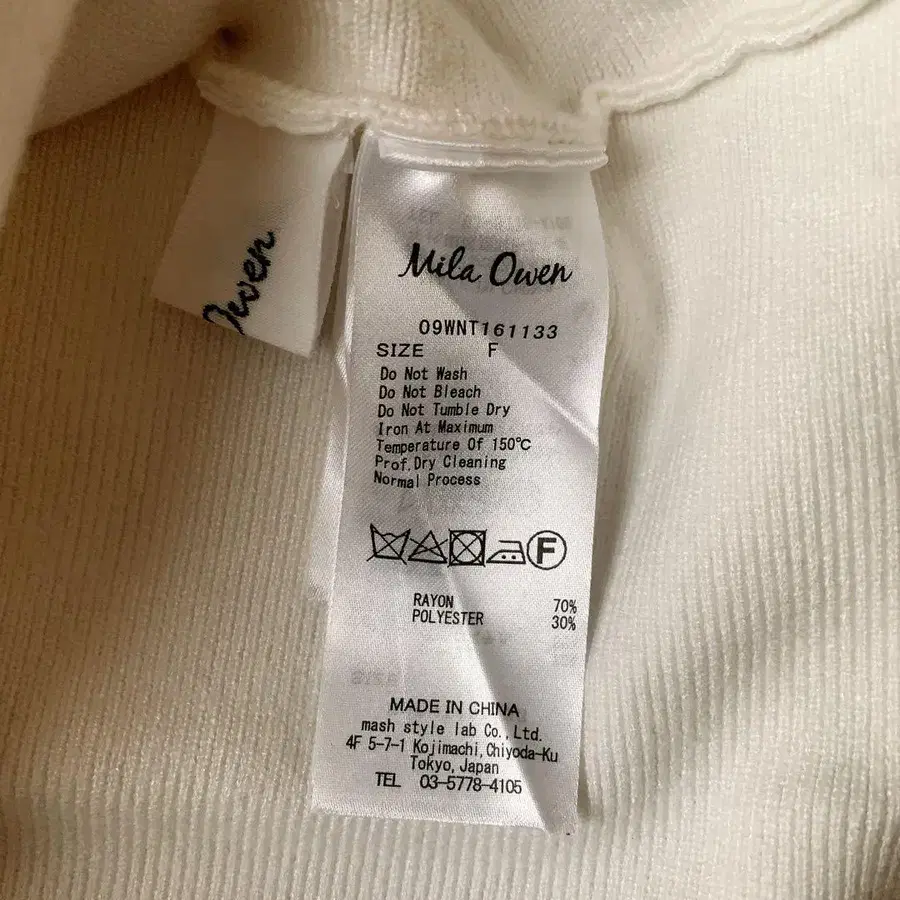 Mila Owen
Owen
09WNT161133
SIZE F
Do Not Wash
Do Not Bleach
Do Not Tumble Dry
Iron At Maximum
Temperature Of 150℃
Prof.Dry Cleaning
Normal Process
F
RAYON 70%
POLYESTER 30%
MADE IN CHINA
mash style lab Co.,Ltd.
4F 5-7-1 Kojimachi,Chiyoda-Ku
Tokyo,Japan
TEL 03-5778-4105